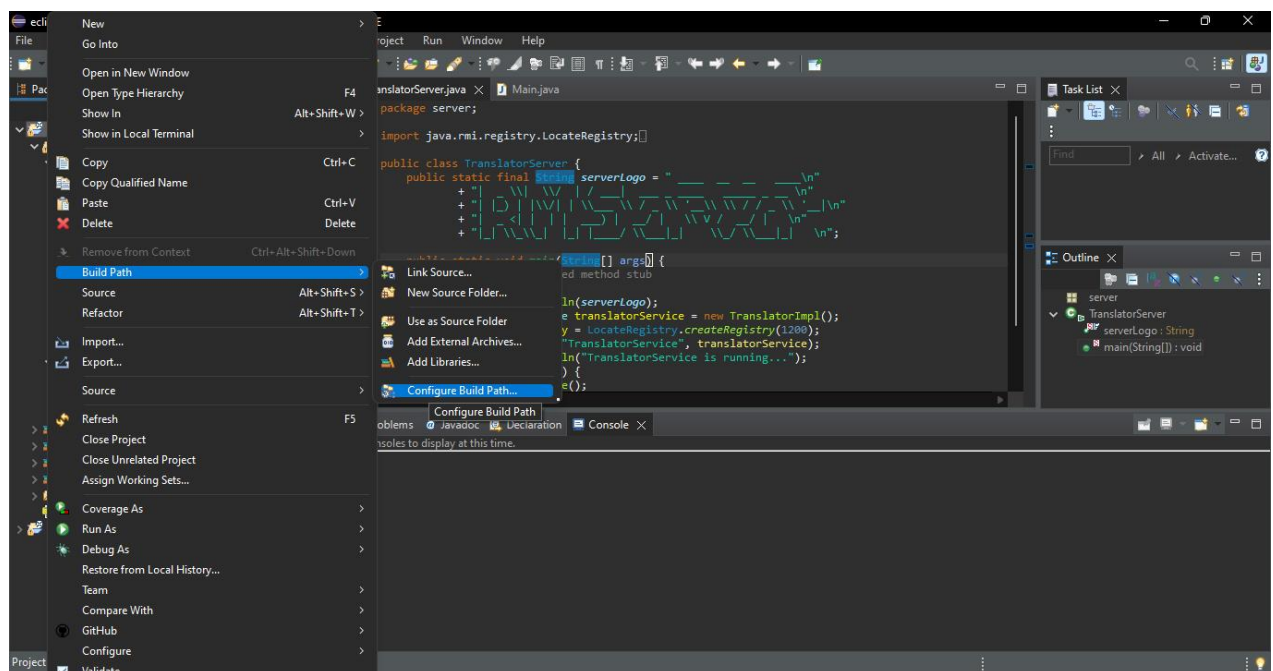 ecli
File
New
Go Into
Open in New Window
Open Type Hierarchy F4
Show In Alt+Shift+W >
Show in Local Terminal >
Copy Ctrl+C
Copy Qualified Name
Paste Ctrl+V
Delete Delete
Remove from Context Ctrl+Alt+Shift+Down
Build Path >
Source Alt+Shift+S >
Refactor Alt+Shift+T >
Import...
Export...
Source >
Refresh F5
Close Project
Close Unrelated Project
Assign Working Sets...
Coverage As >
Run As >
Debug As >
Restore from Local History...
Team >
Compare With >
GitHub >
Configure >
Validate
Link Source...
New Source Folder...
Use as Source Folder
Add External Archives...
Add Libraries...
Configure Build Path...
Configure Build Path
roject Run Window Help
Pac
anslatorServer.java Main.java
package server;
import java.rmi.registry.LocateRegistry;
public class TranslatorServer {
public static final String serverLogo = "
String[] args) {
ed method stub
ln(serverLogo);
e translatorService = new TranslatorImpl();
y = LocateRegistry.createRegistry(1200);
"TranslatorService", translatorService);
ln("TranslatorService is running...");
) {
e();
oblems Javadoc Declaration Console
nsoles to display at this time.
Task List
Find All Activate...
Outline
server
TranslatorServer
serverLogo : String
main(String[]) : void
Project